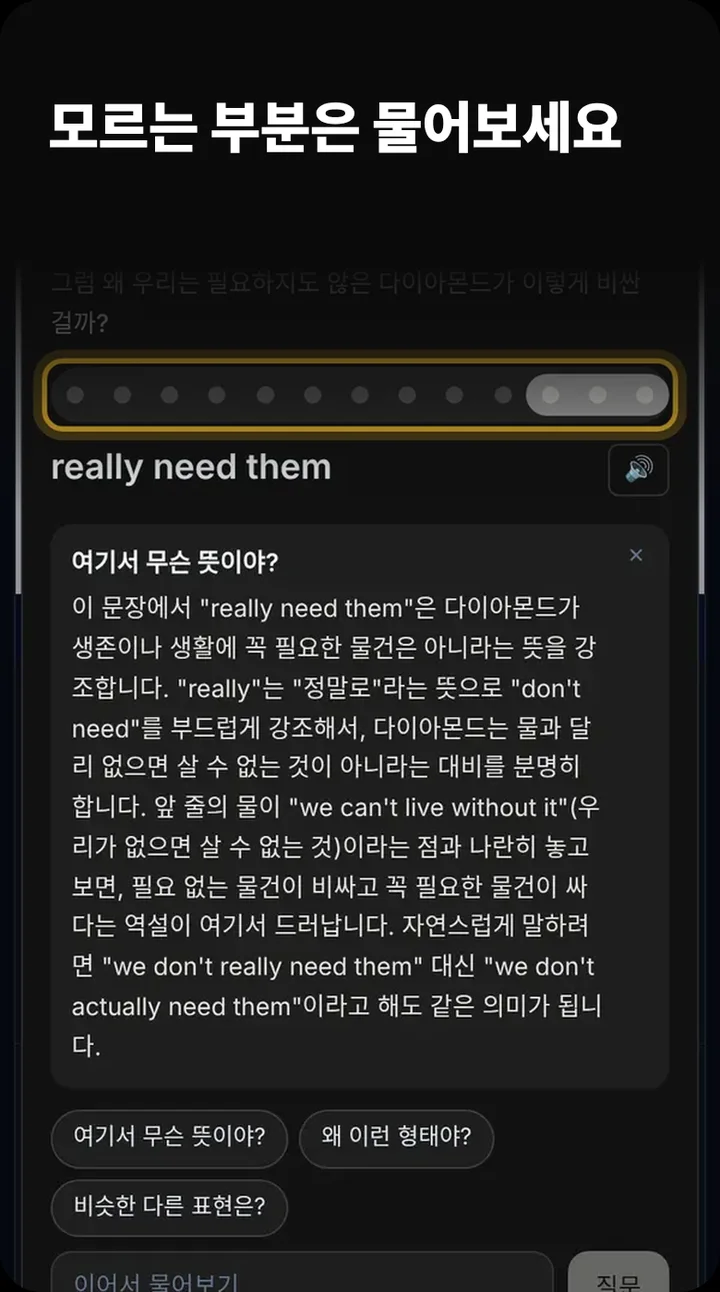 모르는 부분은 물어보세요
그럼 왜 우리는 필요하지도 않은 다이아몬드가 이렇게 비싼
걸까?
really need them
여기서 무슨 뜻이야?
이 문장에서 "really need them"은 다이아몬드가
생존이나 생활에 꼭 필요한 물건은 아니라는 뜻을 강
조합니다. "really"는 "정말로"라는 뜻으로 "don't
need"를 부드럽게 강조해서, 다이아몬드는 물과 달
리 없으면 살 수 없는 것이 아니라는 대비를 분명히
합니다. 앞 줄의 물이 "we can't live without it"(우
리가 없으면 살 수 없는 것)이라는 점과 나란히 놓고
보면, 필요 없는 물건이 비싸고 꼭 필요한 물건이 싸
다는 역설이 여기서 드러납니다. 자연스럽게 말하려
면 "we don't really need them" 대신 "we don't
actually need them"이라고 해도 같은 의미가 됩니
다.
여기서 무슨 뜻이야?
왜 이런 형태야?
비슷한 다른 표현은?
이어서 물어보기
질문